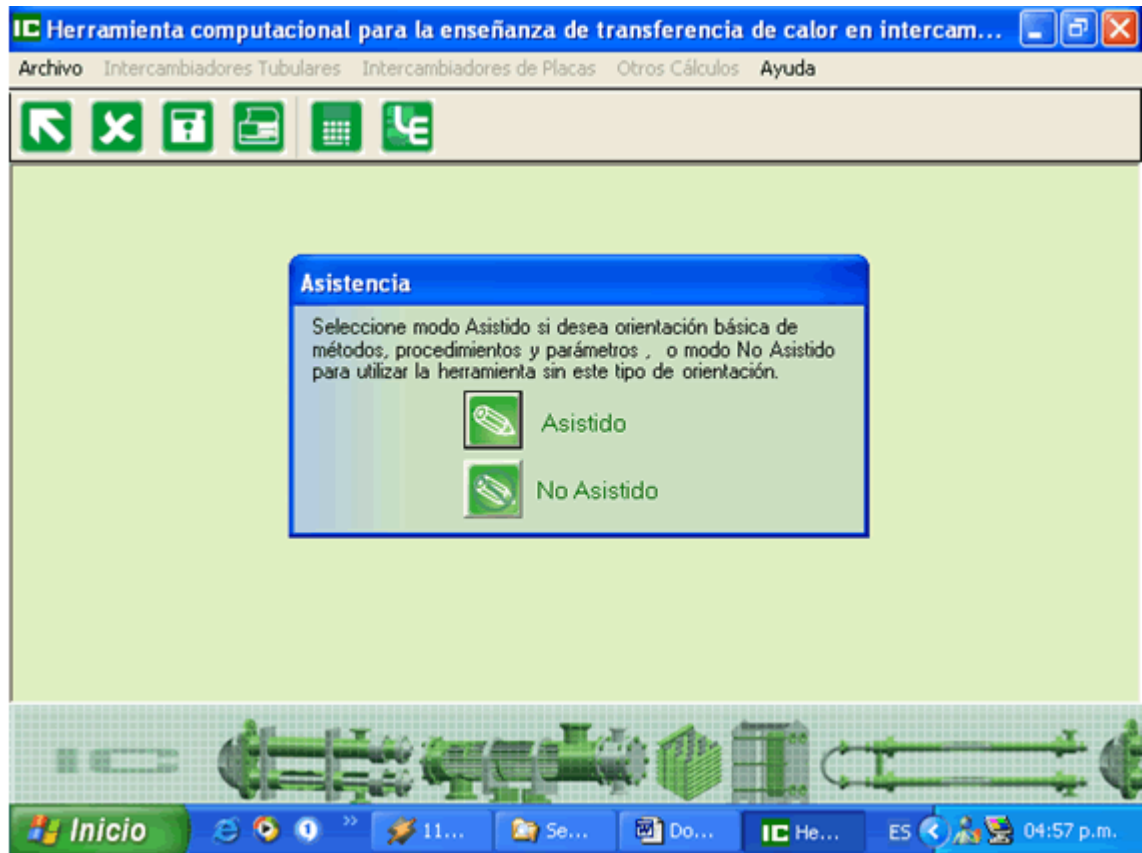 IC Herramienta computacional para la enseñanza de transferencia de calor en intercam...
Archivo Intercambiadores Tubulares Intercambiadores de Placas Otros Cálculos Ayuda
Asistencia
Seleccione modo Asistido si desea orientación básica de
métodos, procedimientos y parámetros , o modo No Asistido
para utilizar la herramienta sin este tipo de orientación.
Asistido
No Asistido
IC
Inicio 11... Se... Do... IC He... ES 04:57 p.m.